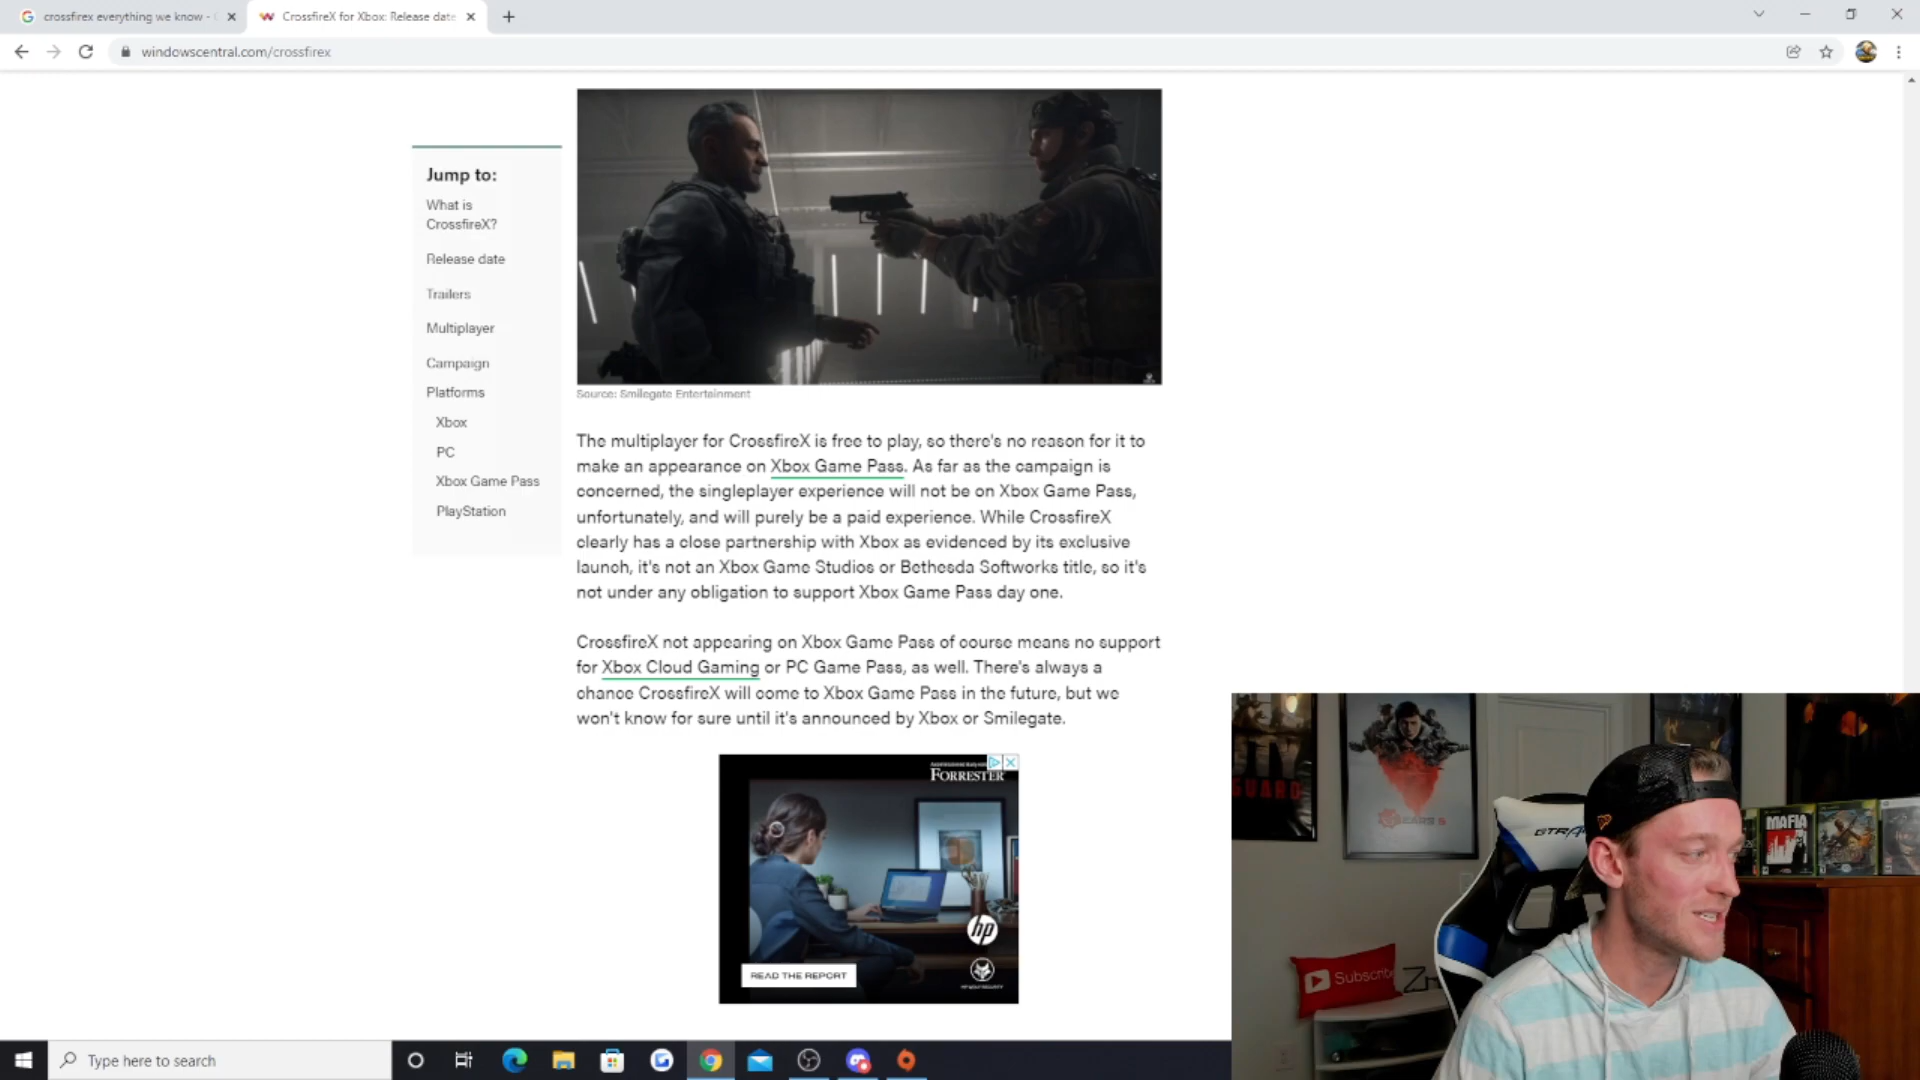 crossfirex everything we know -
CrossfireX for Xbox: Release date
windowscentral.com/crossfirex
Jump to:
What is
CrossfireX?
Release date
Trailers
Multiplayer
Campaign
Platforms
Xbox
PC
Xbox Game Pass
PlayStation
Source: Smilegate Entertainment
The multiplayer for CrossfireX is free to play, so there's no reason for it to
make an appearance on Xbox Game Pass. As far as the campaign is
concerned, the singleplayer experience will not be on Xbox Game Pass,
unfortunately, and will purely be a paid experience. While CrossfireX
clearly has a close partnership with Xbox as evidenced by its exclusive
launch, it's not an Xbox Game Studios or Bethesda Softworks title, so it's
not under any obligation to support Xbox Game Pass day one.
CrossfireX not appearing on Xbox Game Pass of course means no support
for Xbox Cloud Gaming or PC Game Pass, as well. There's always a
chance CrossfireX will come to Xbox Game Pass in the future, but we
won't know for sure until it's announced by Xbox or Smilegate.
FORRESTER
hp
READ THE REPORT
GUARD
GEARS 5
GTRA
MAFIA
Subscribe
Type here to search